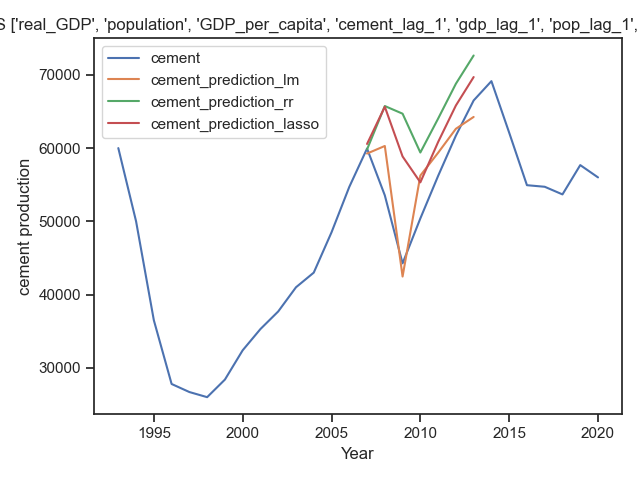 S ['real_GDP', 'population', 'GDP_per_capita', 'cement_lag_1', 'gdp_lag_1', 'pop_lag_1',
cement
cement_prediction_lm
cement_prediction_rr
cement_prediction_lasso
cement production
70000
60000
50000
40000
30000
1995 2000 2005 2010 2015 2020
Year